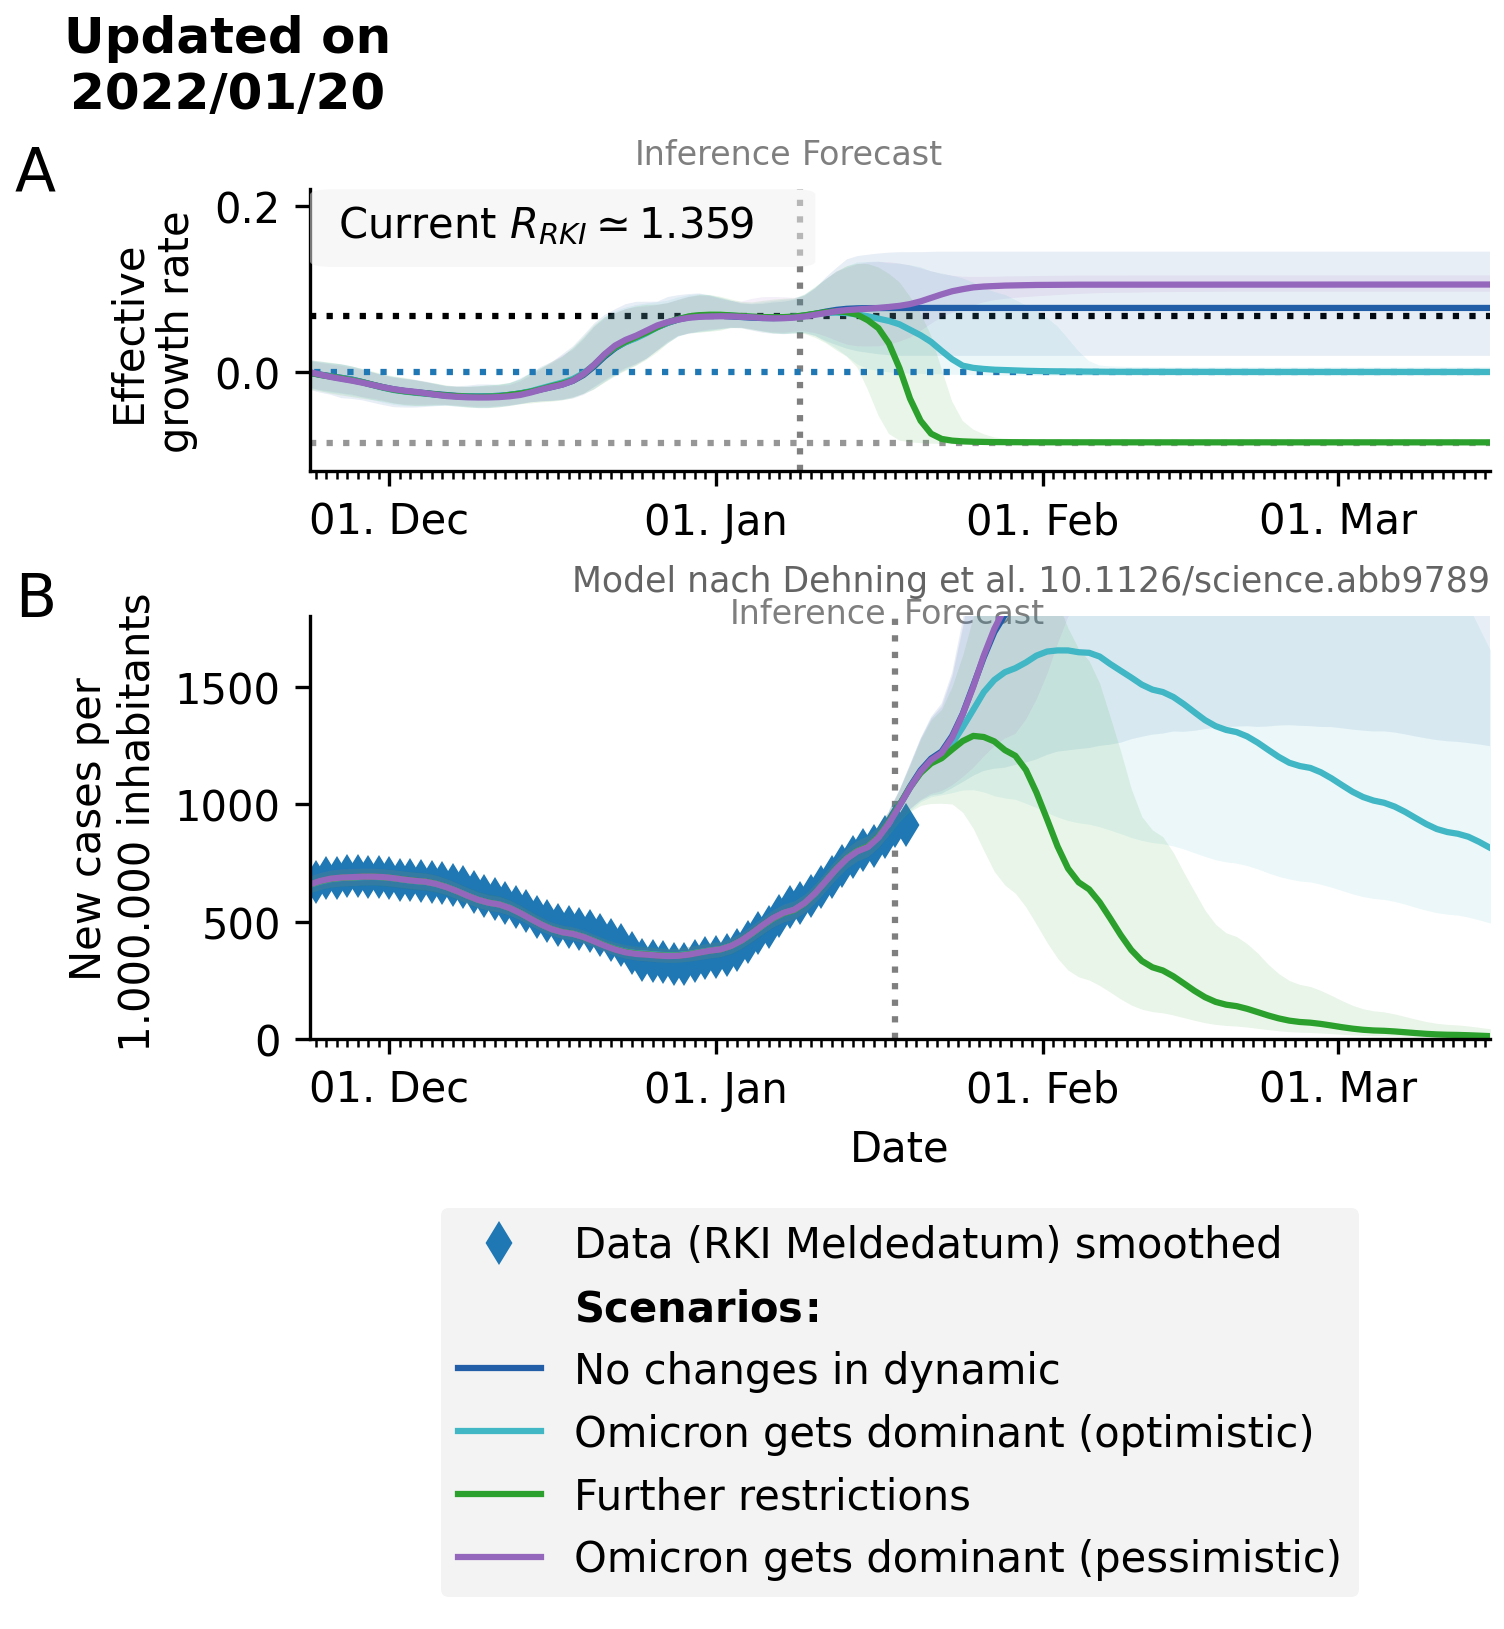 Updated on
2022/01/20
A
Inference Forecast
Effective
growth rate
Current R_RKI ≃ 1.359
0.2
0.0
01. Dec 01. Jan 01. Feb 01. Mar
Model nach Dehning et al. 10.1126/science.abb9789
B
Inference Forecast
New cases per
1.000.000 inhabitants
1500
1000
500
0
01. Dec 01. Jan 01. Feb 01. Mar
Date
Data (RKI Meldedatum) smoothed
Scenarios:
No changes in dynamic
Omicron gets dominant (optimistic)
Further restrictions
Omicron gets dominant (pessimistic)